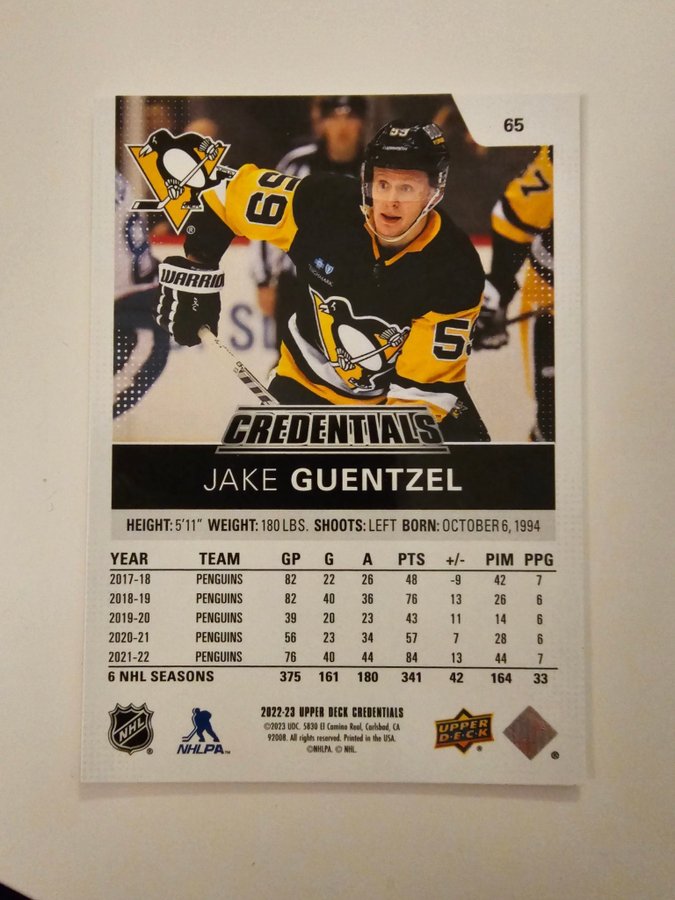 65
59
59
WARRIO
59
7
CREDENTIALS
JAKE GUENTZEL
HEIGHT: 5'11" WEIGHT: 180 LBS. SHOOTS: LEFT BORN: OCTOBER 6, 1994
YEAR TEAM GP G A PTS +/- PIM PPG
2017-18 PENGUINS 82 22 26 48 -9 42 7
2018-19 PENGUINS 82 40 36 76 13 26 6
2019-20 PENGUINS 39 20 23 43 11 14 6
2020-21 PENGUINS 56 23 34 57 7 28 6
2021-22 PENGUINS 76 40 44 84 13 44 7
6 NHL SEASONS 375 161 180 341 42 164 33
2022-23 UPPER DECK CREDENTIALS
©2023 UDC. 5830 El Camino Real, Carlsbad, CA
92008. All rights reserved. Printed in the USA.
©NHLPA. © NHL.
NHL ®
NHLPA
UPPER
D·E·C·K ®
®